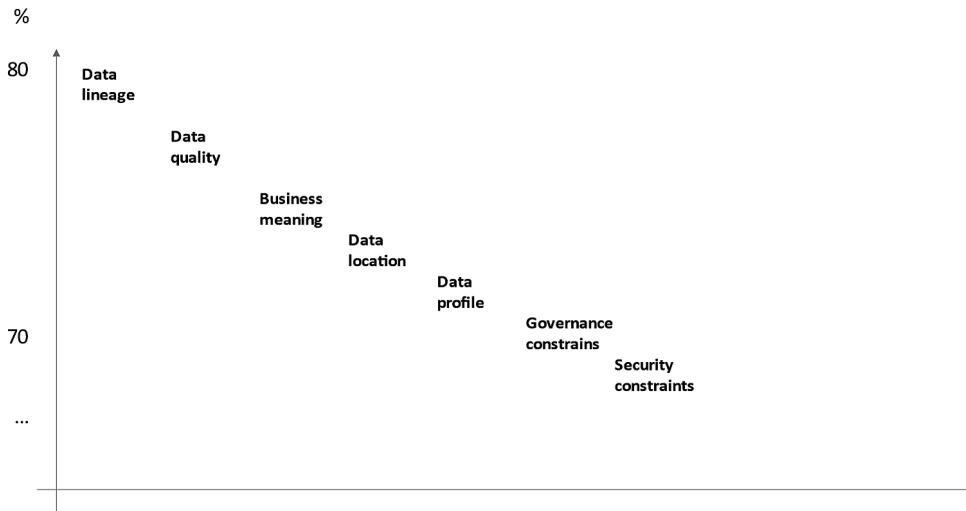 %
80
Data
lineage
Data
quality
Business
meaning
Data
location
Data
profile
Governance
constrains
70
Security
constraints
...